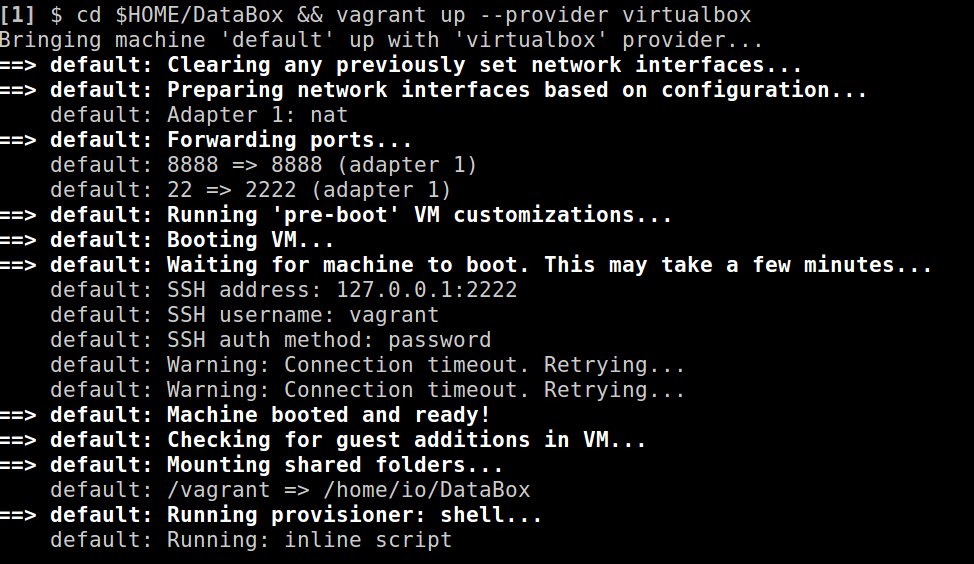 [1] $ cd $HOME/DataBox && vagrant up --provider virtualbox
Bringing machine 'default' up with 'virtualbox' provider...
==> default: Clearing any previously set network interfaces...
==> default: Preparing network interfaces based on configuration...
    default: Adapter 1: nat
==> default: Forwarding ports...
    default: 8888 => 8888 (adapter 1)
    default: 22 => 2222 (adapter 1)
==> default: Running 'pre-boot' VM customizations...
==> default: Booting VM...
==> default: Waiting for machine to boot. This may take a few minutes...
    default: SSH address: 127.0.0.1:2222
    default: SSH username: vagrant
    default: SSH auth method: password
    default: Warning: Connection timeout. Retrying...
    default: Warning: Connection timeout. Retrying...
==> default: Machine booted and ready!
==> default: Checking for guest additions in VM...
==> default: Mounting shared folders...
    default: /vagrant => /home/io/DataBox
==> default: Running provisioner: shell...
    default: Running: inline script